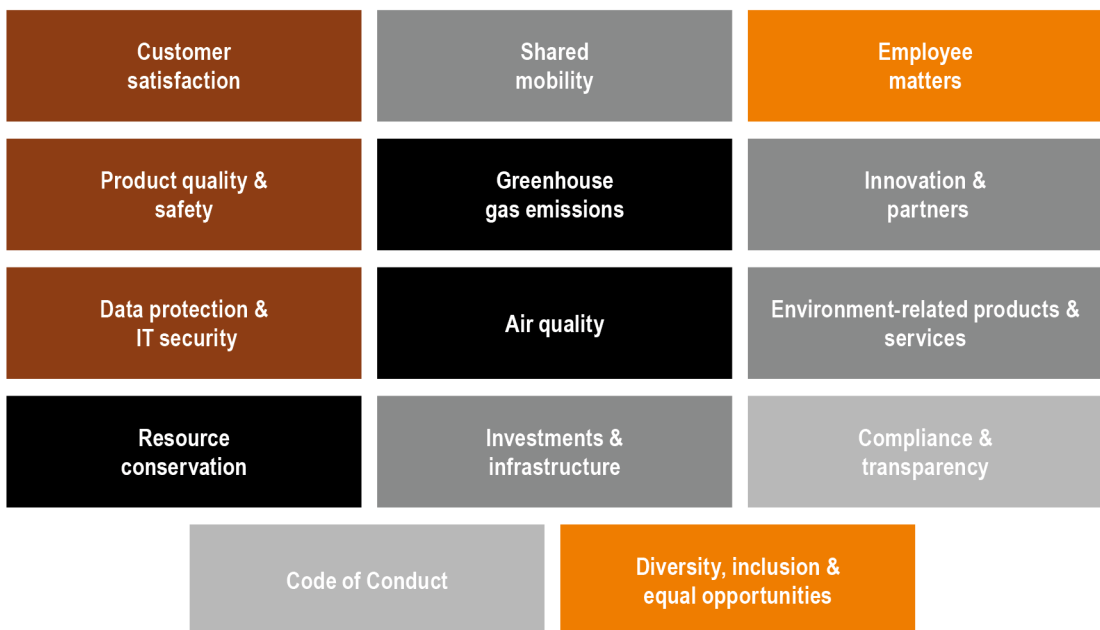 Customer
satisfaction
Shared
mobility
Employee
matters
Product quality &
safety
Greenhouse
gas emissions
Innovation &
partners
Data protection &
IT security
Air quality
Environment-related products &
services
Resource
conservation
Investments &
infrastructure
Compliance &
transparency
Code of Conduct
Diversity, inclusion &
equal opportunities